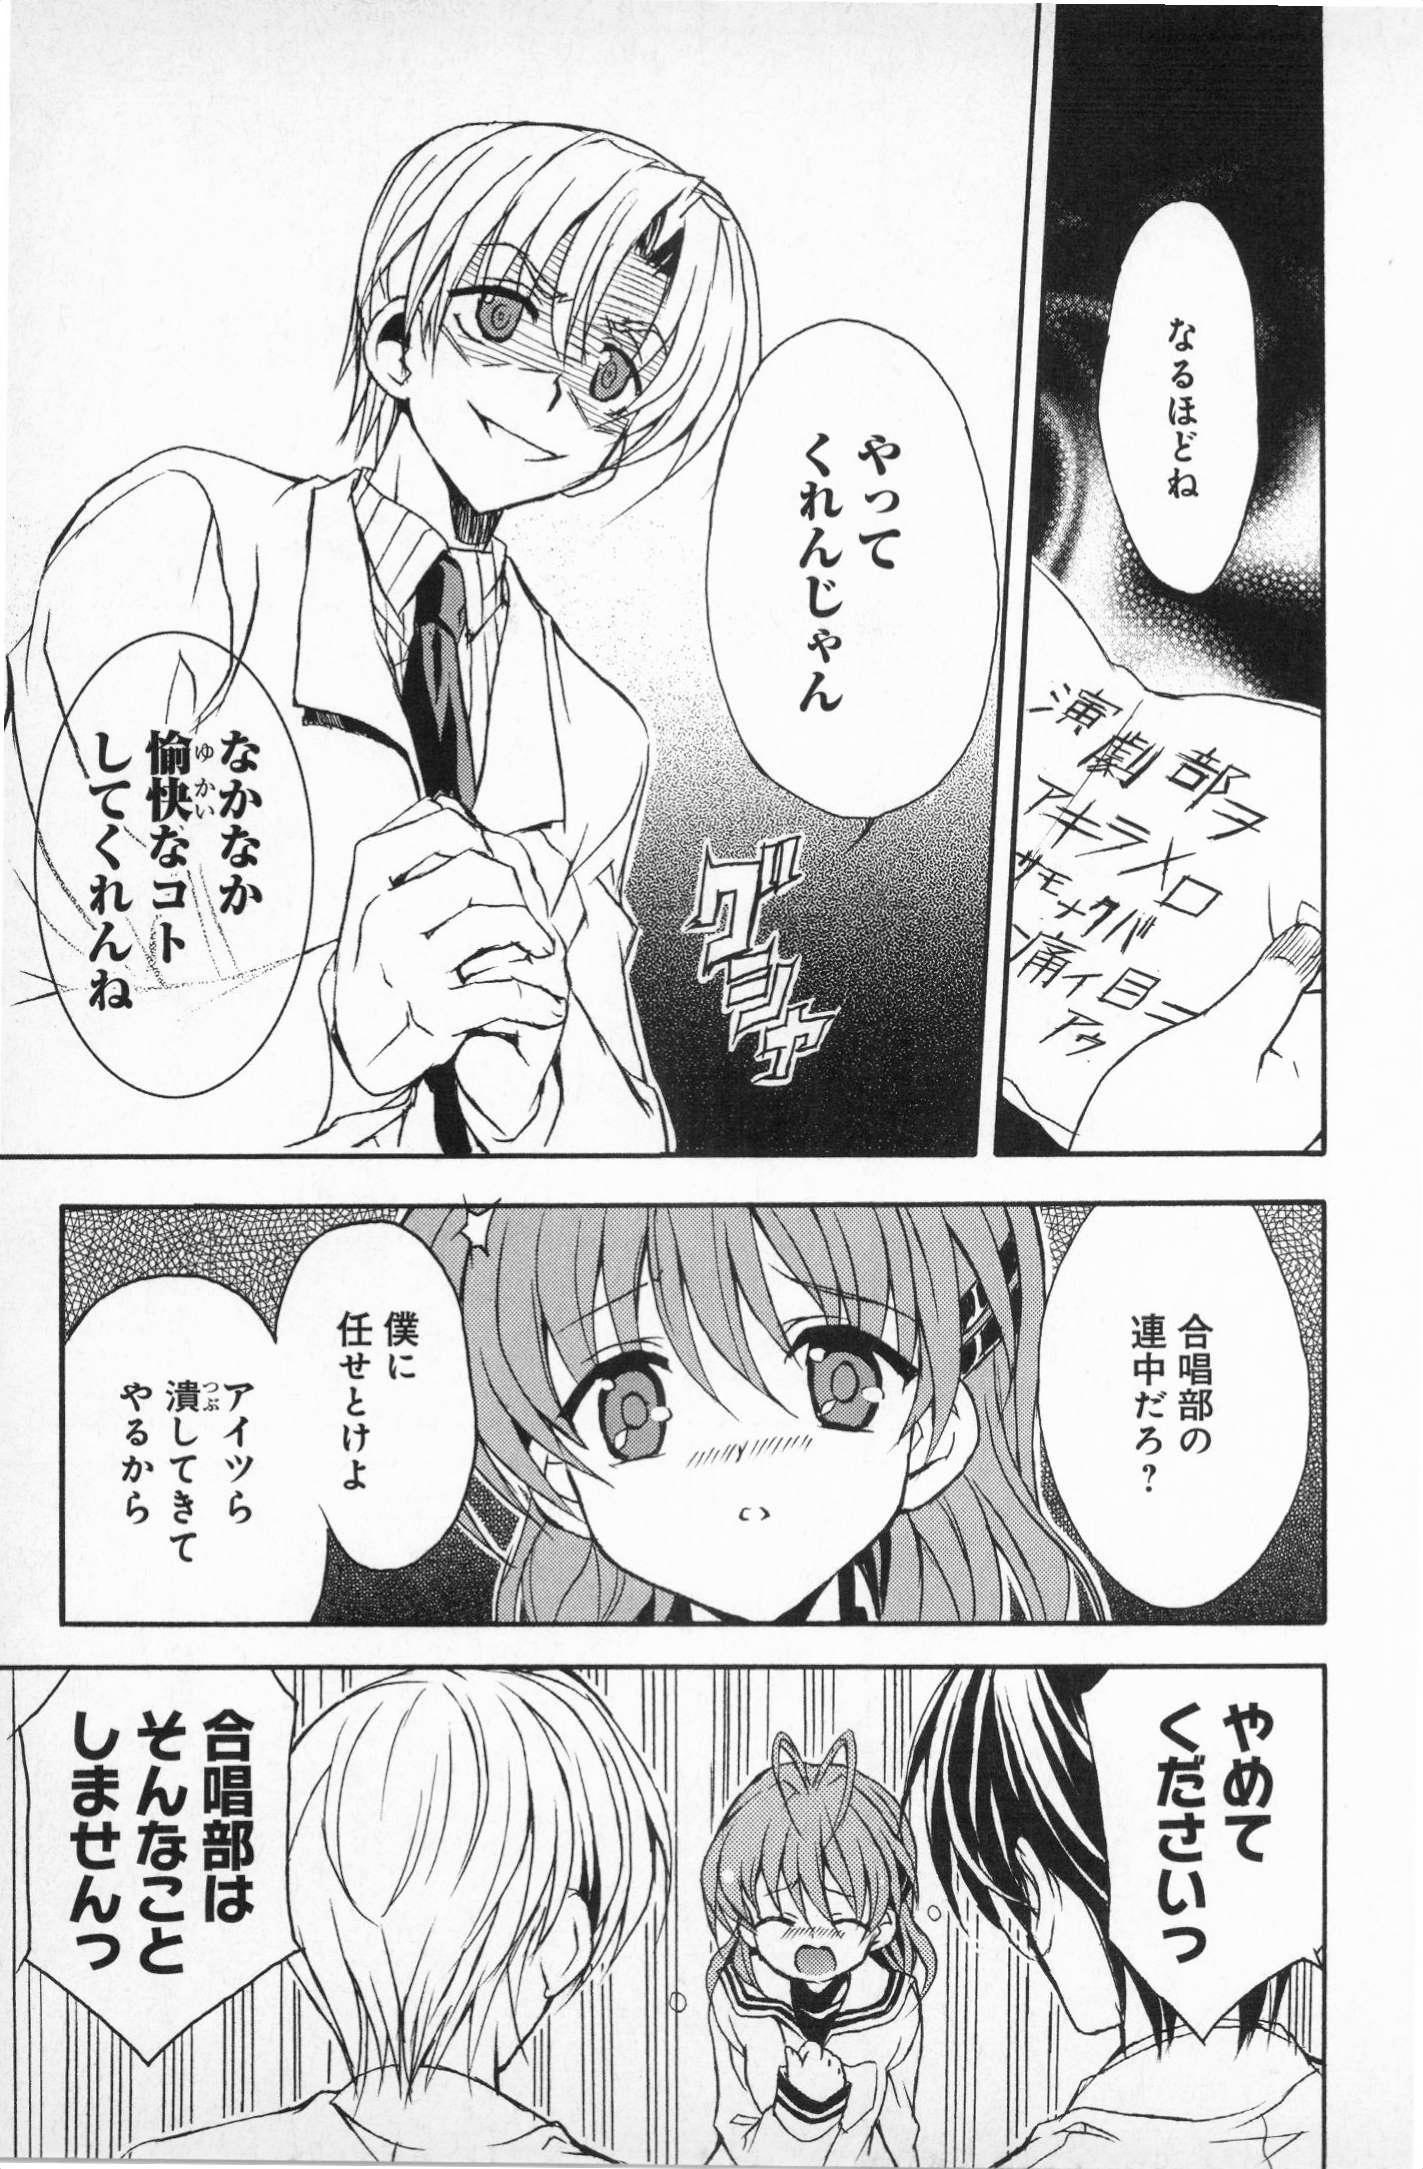 なるほどね
演劇部ヲ
アキラメロ
サモナクバ
痛イ目ニ
アウ
やって
くれんじゃん
グシャ
なかなか
愉快なコト
してくれんね
ゆかい
合唱部の
連中だろ？
僕に
任せとけよ
アイツら
潰してきて
やるから
つぶ
やめて
くださいっ
合唱部は
そんなこと
しませんっ